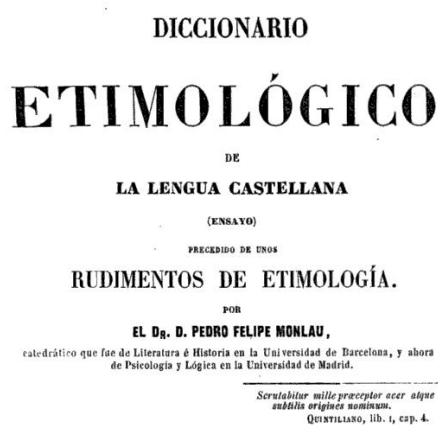 DICCIONARIO
ETIMOLÓGICO
DE
LA LENGUA CASTELLANA
(ENSAYO)
PRECEDIDO DE UNOS
RUDIMENTOS DE ETIMOLOGÍA.
POR
EL DR. D. PEDRO FELIPE MONLAU,
catedrático que fue de Literatura é Historia en la Universidad de Barcelona, y ahora
de Psicología y Lógica en la Universidad de Madrid.
Scrutabitur mille præceptor acer atque
subtilis origines nominum.
QUINTILIANO, lib. I, cap. 4.